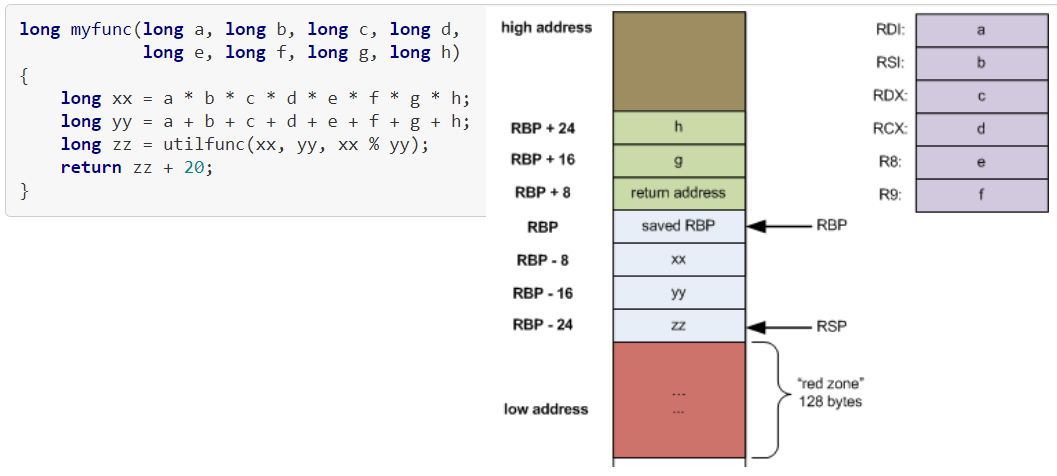 long myfunc(long a, long b, long c, long d,
            long e, long f, long g, long h)
{
    long xx = a * b * c * d * e * f * g * h;
    long yy = a + b + c + d + e + f + g + h;
    long zz = utilfunc(xx, yy, xx % yy);
    return zz + 20;
}
high address
RBP + 24 h
RBP + 16 g
RBP + 8 return address
RBP saved RBP RBP
RBP - 8 xx
RBP - 16 yy
RBP - 24 zz RSP
...
...
"red zone"
128 bytes
low address
RDI: a
RSI: b
RDX: c
RCX: d
R8: e
R9: f